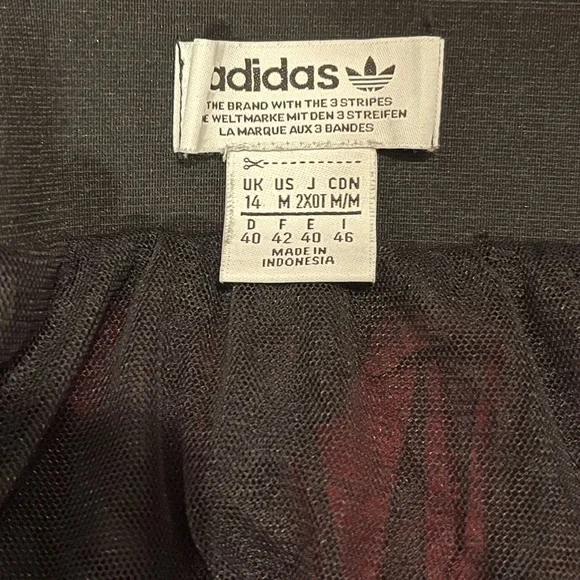 adidas
THE BRAND WITH THE 3 STRIPES
E WELTMARKE MIT DEN 3 STREIFEN
LA MARQUE AUX 3 BANDES
UK US J CDN
14 M 2XOT M/M
D F E I
40 42 40 46
MADE IN
INDONESIA